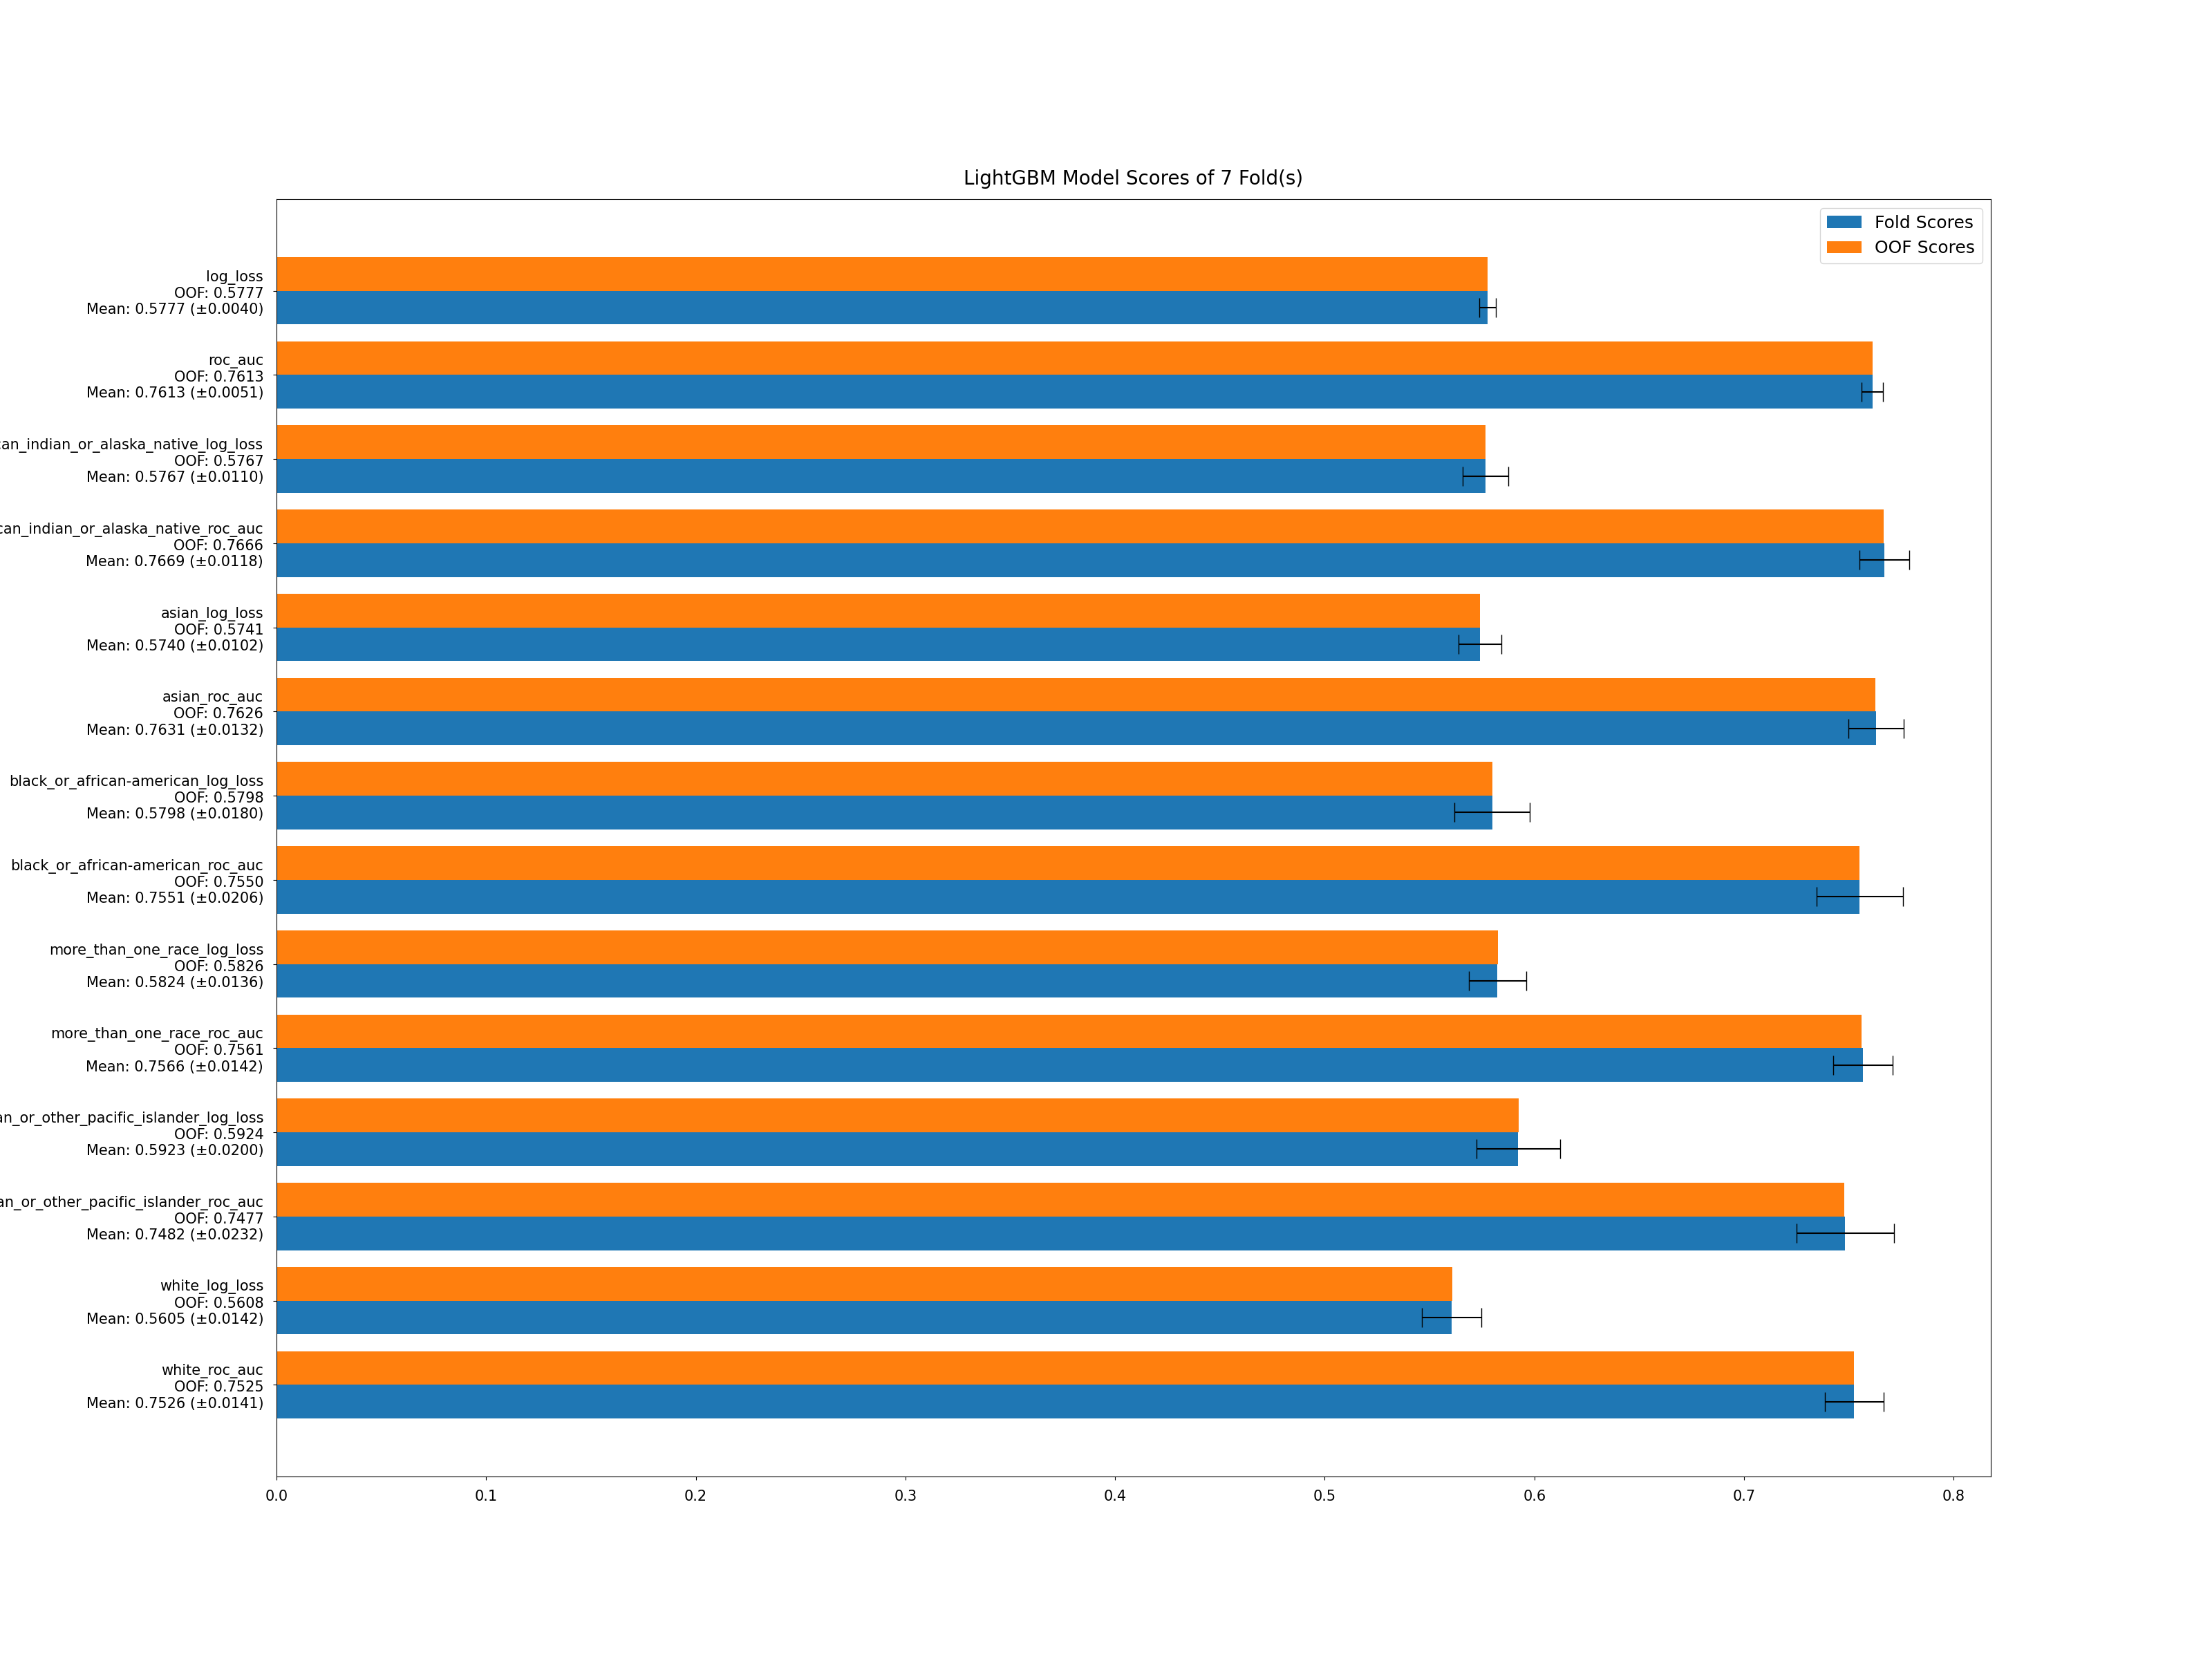 LightGBM Model Scores of 7 Fold(s)
Fold Scores
OOF Scores
log_loss
OOF: 0.5777
Mean: 0.5777 (±0.0040)
roc_auc
OOF: 0.7613
Mean: 0.7613 (±0.0051)
can_indian_or_alaska_native_log_loss
OOF: 0.5767
Mean: 0.5767 (±0.0110)
can_indian_or_alaska_native_roc_auc
OOF: 0.7666
Mean: 0.7669 (±0.0118)
asian_log_loss
OOF: 0.5741
Mean: 0.5740 (±0.0102)
asian_roc_auc
OOF: 0.7626
Mean: 0.7631 (±0.0132)
black_or_african-american_log_loss
OOF: 0.5798
Mean: 0.5798 (±0.0180)
black_or_african-american_roc_auc
OOF: 0.7550
Mean: 0.7551 (±0.0206)
more_than_one_race_log_loss
OOF: 0.5826
Mean: 0.5824 (±0.0136)
more_than_one_race_roc_auc
OOF: 0.7561
Mean: 0.7566 (±0.0142)
an_or_other_pacific_islander_log_loss
OOF: 0.5924
Mean: 0.5923 (±0.0200)
an_or_other_pacific_islander_roc_auc
OOF: 0.7477
Mean: 0.7482 (±0.0232)
white_log_loss
OOF: 0.5608
Mean: 0.5605 (±0.0142)
white_roc_auc
OOF: 0.7525
Mean: 0.7526 (±0.0141)
0.0 0.1 0.2 0.3 0.4 0.5 0.6 0.7 0.8